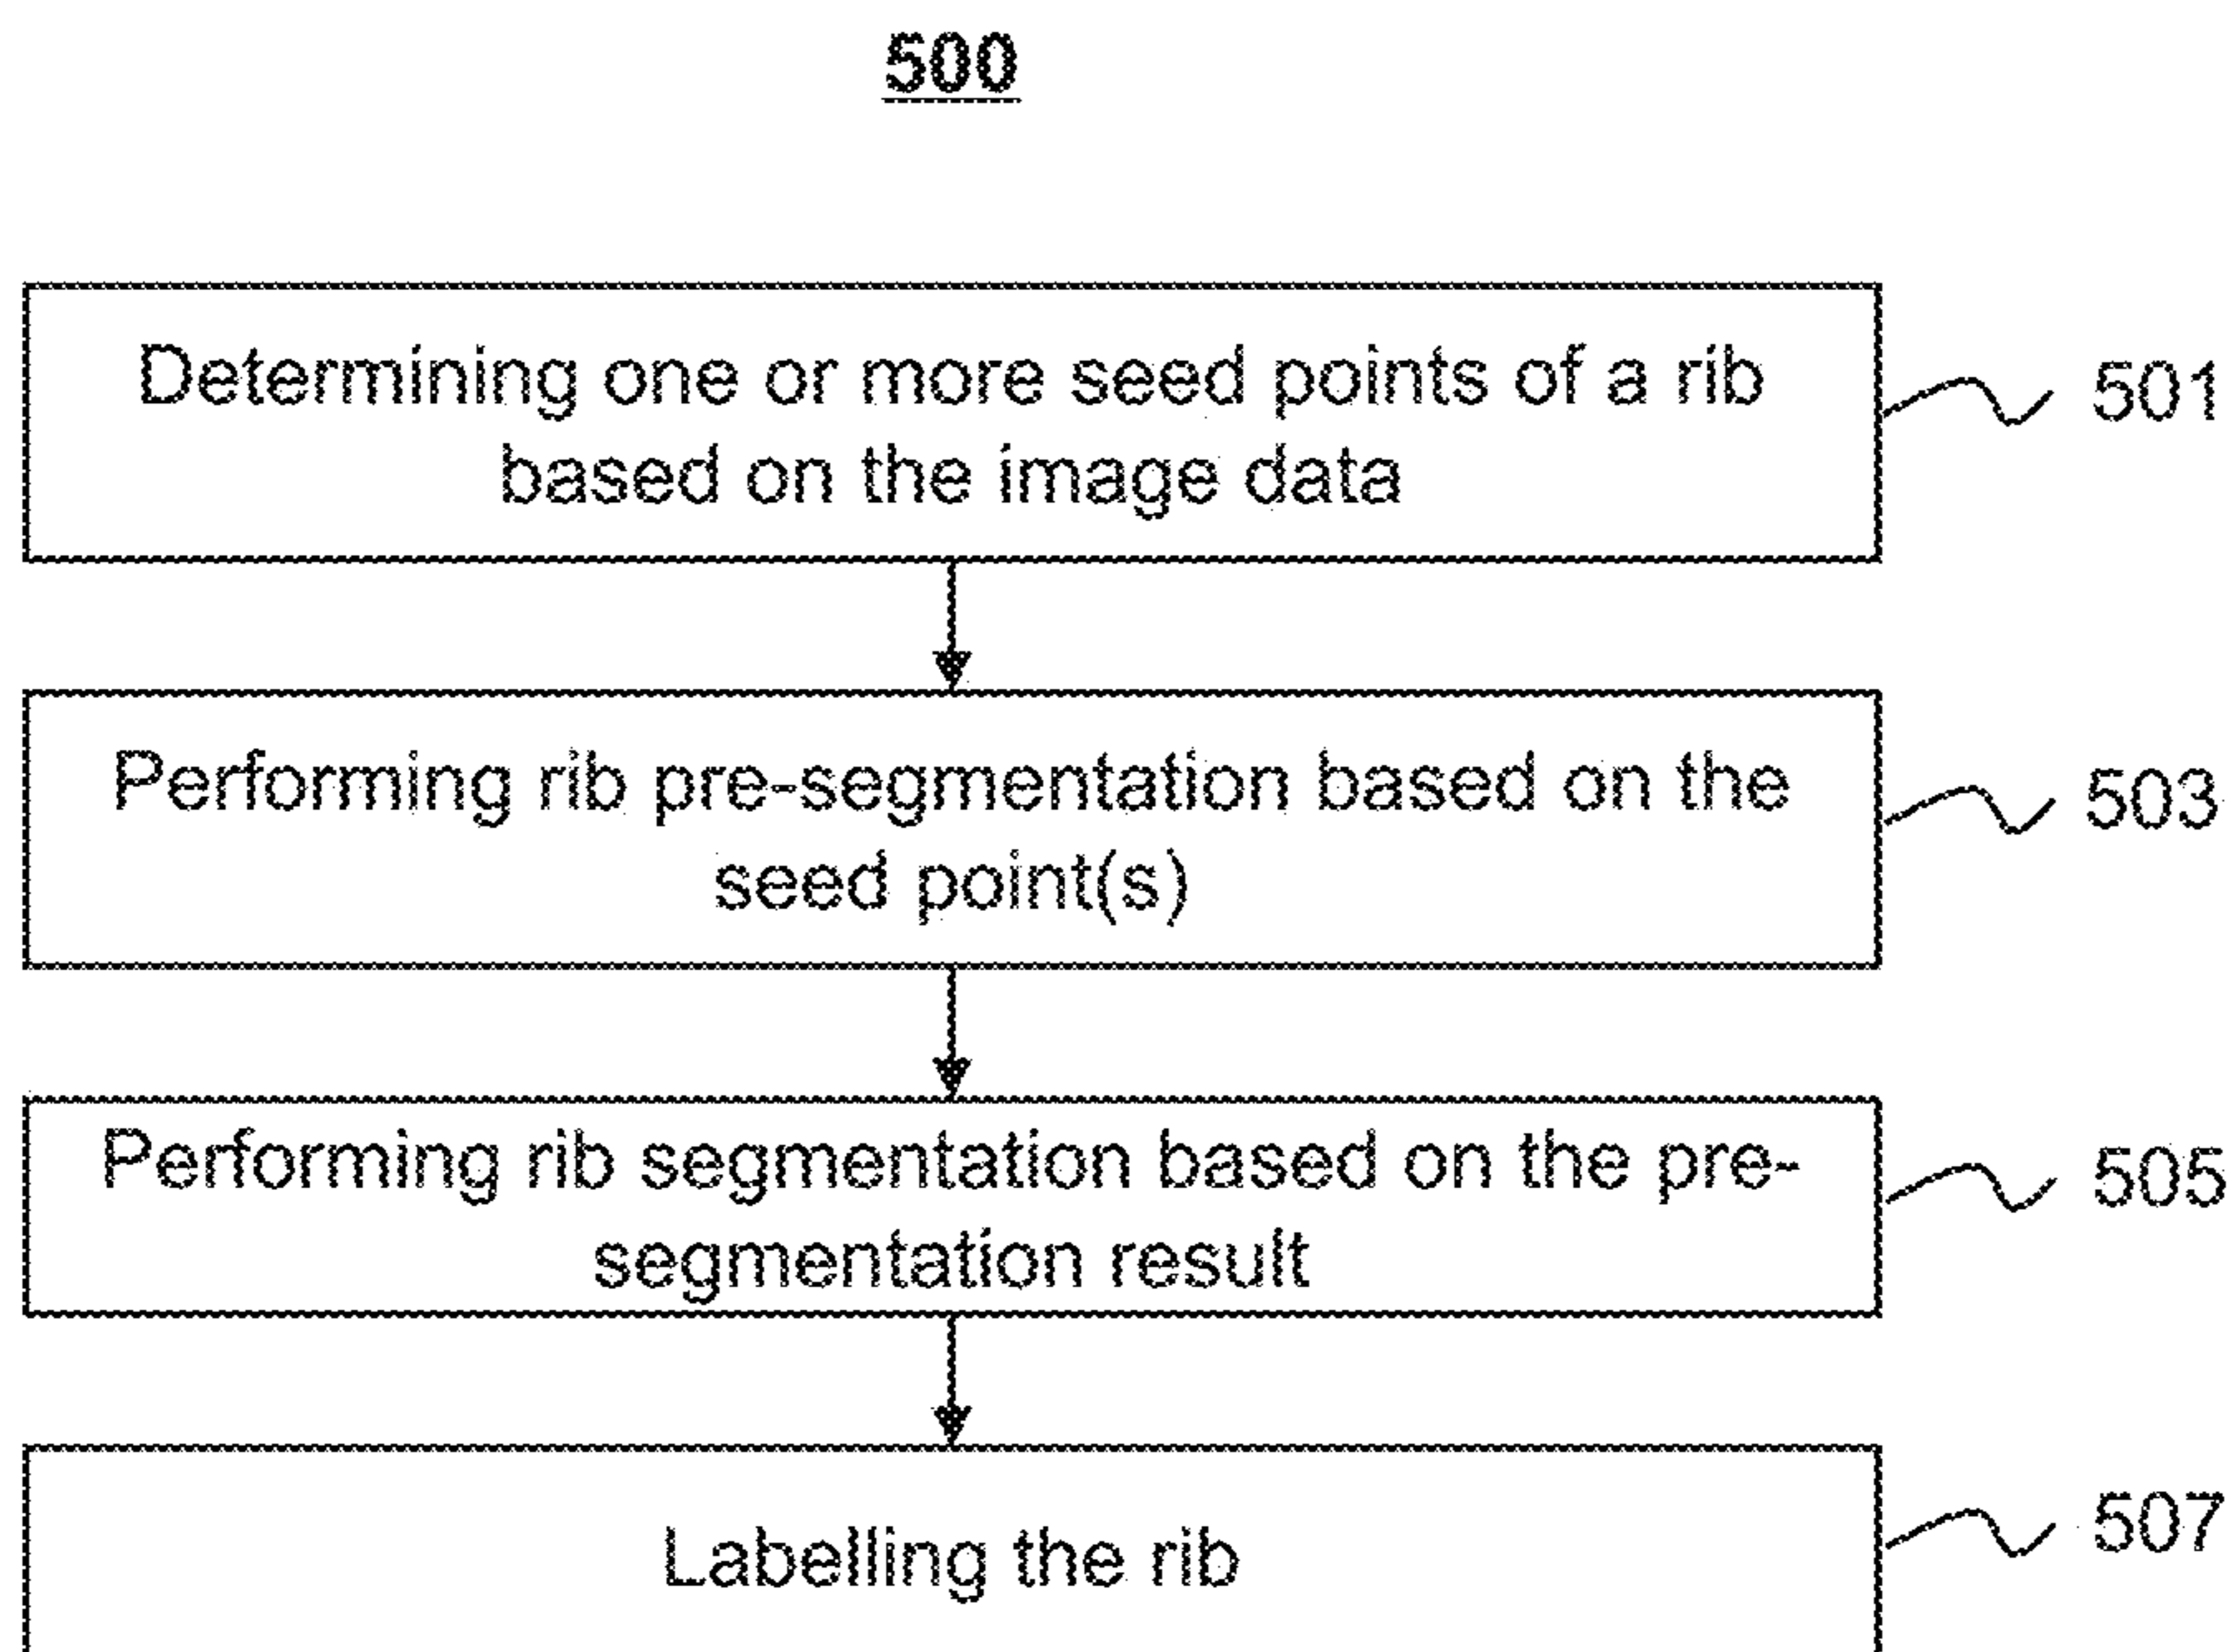 500
Determining one or more seed points of a rib
based on the image data
501
Performing rib pre-segmentation based on the
seed point(s)
503
Performing rib segmentation based on the pre-
segmentation result
505
Labelling the rib
507